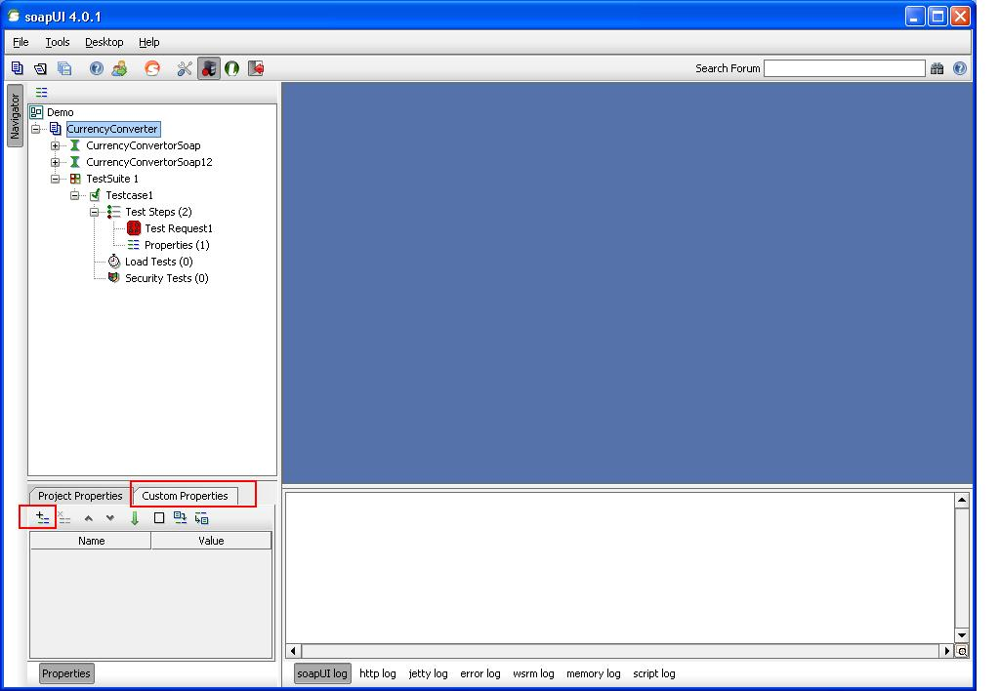 soapUI 4.0.1
File Tools Desktop Help
Search Forum
Navigator
Demo
CurrencyConverter
CurrencyConvertorSoap
CurrencyConvertorSoap12
TestSuite 1
Testcase1
Test Steps (2)
Test Request1
Properties (1)
Load Tests (0)
Security Tests (0)
Project Properties Custom Properties
Name Value
Properties
soapUI log http log jetty log error log wsrm log memory log script log